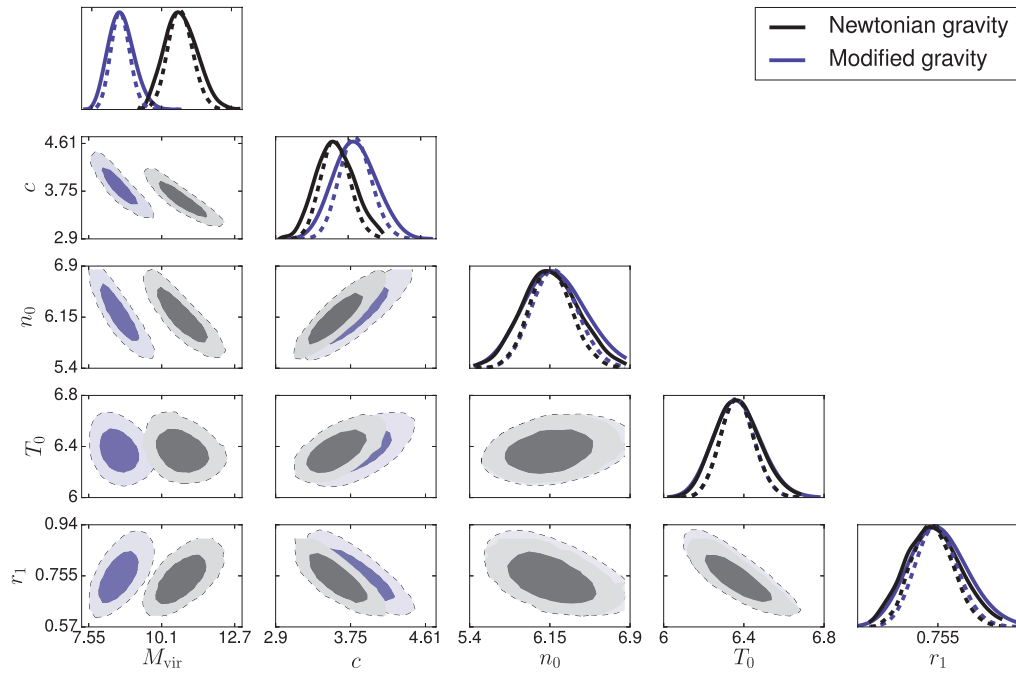 Newtonian gravity
Modified gravity
4.61
c
3.75
2.9
6.9
n₀
6.15
5.4
6.8
T₀
6.4
6
0.94
r₁
0.755
0.57
7.55 10.1 12.7 2.9 3.75 4.61 5.4 6.15 6.9 6 6.4 6.8 0.755
M_vir c n₀ T₀ r₁